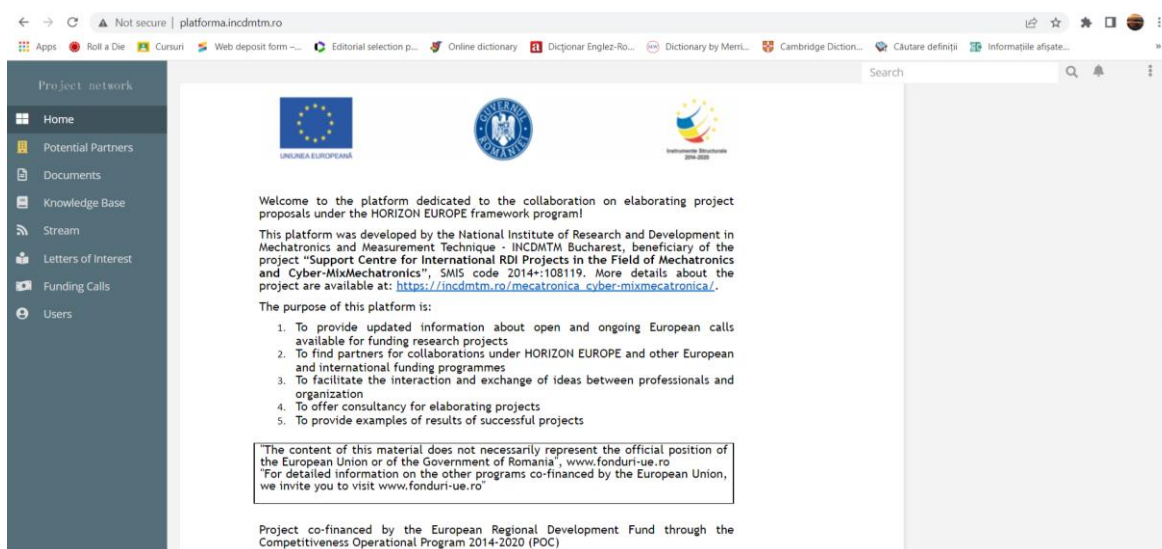 Not secure | platforma.incdmtm.ro
Apps Roll a Die Cursuri Web deposit form –... Editorial selection p... Online dictionary Dicționar Englez-Ro... Dictionary by Merri... Cambridge Diction... Căutare definiții Informațiile afișate... »
Project network
Search
Home
Potential Partners
Documents
Knowledge Base
Stream
Letters of Interest
Funding Calls
Users
UNIUNEA EUROPEANĂ
GUVERNUL ROMÂNIEI
Instrumente Structurale
2014-2020
Welcome to the platform dedicated to the collaboration on elaborating project
proposals under the HORIZON EUROPE framework program!
This platform was developed by the National Institute of Research and Development in
Mechatronics and Measurement Technique - INCDMTM Bucharest, beneficiary of the
project “Support Centre for International RDI Projects in the Field of Mechatronics
and Cyber-MixMechatronics”, SMIS code 2014+:108119. More details about the
project are available at: https://incdmtm.ro/mecatronica_cyber-mixmecatronica/.
The purpose of this platform is:
1. To provide updated information about open and ongoing European calls
available for funding research projects
2. To find partners for collaborations under HORIZON EUROPE and other European
and international funding programmes
3. To facilitate the interaction and exchange of ideas between professionals and
organization
4. To offer consultancy for elaborating projects
5. To provide examples of results of successful projects
"The content of this material does not necessarily represent the official position of
the European Union or of the Government of Romania", www.fonduri-ue.ro
"For detailed information on the other programs co-financed by the European Union,
we invite you to visit www.fonduri-ue.ro"
Project co-financed by the European Regional Development Fund through the
Competitiveness Operational Program 2014-2020 (POC)